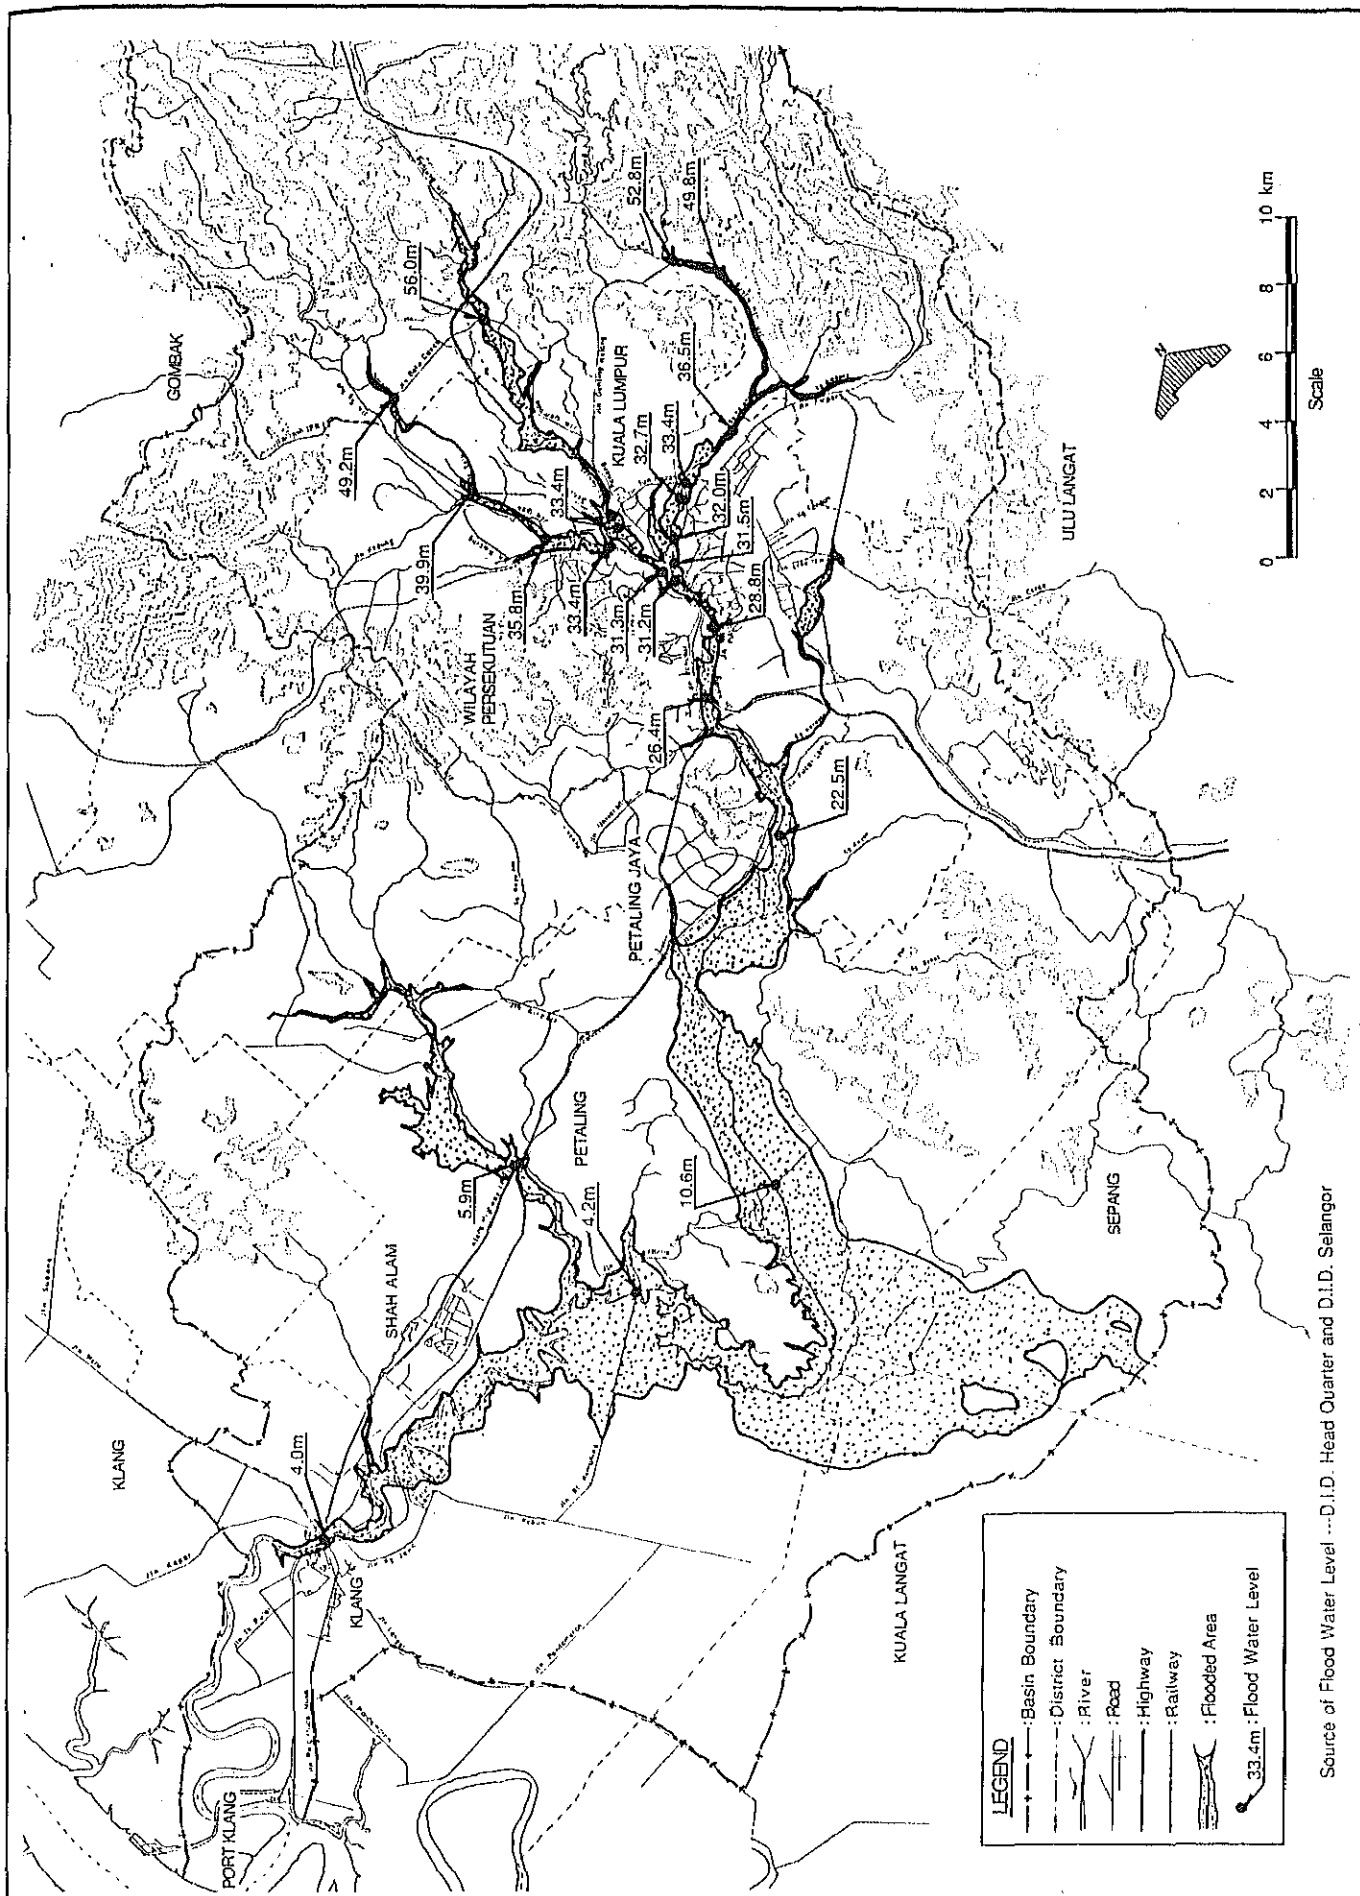 GOMBAK
56.0m
52.8m
49.8m
49.2m
KUALA LUMPUR
36.5m
32.7m
33.4m
33.4m
39.9m
35.8m
33.4m
31.3m
31.2m
32.0m
31.5m
28.8m
WILAYAH
PERSEKUTUAN
26.4m
22.5m
ULU LANGAT
PETALING JAYA
PETALING
5.9m
4.2m
10.6m
SHAH ALAM
SEPANG
KLANG
4.0m
KLANG
PORT KLANG
KUALA LANGAT
N
0 2 4 6 8 10 km
Scale
LEGEND
:Basin Boundary
:District Boundary
:River
:Road
:Highway
:Railway
:Flooded Area
33.4m :Flood Water Level
Source of Flood Water Level ---D.I.D. Head Quarter and D.I.D. Selangor